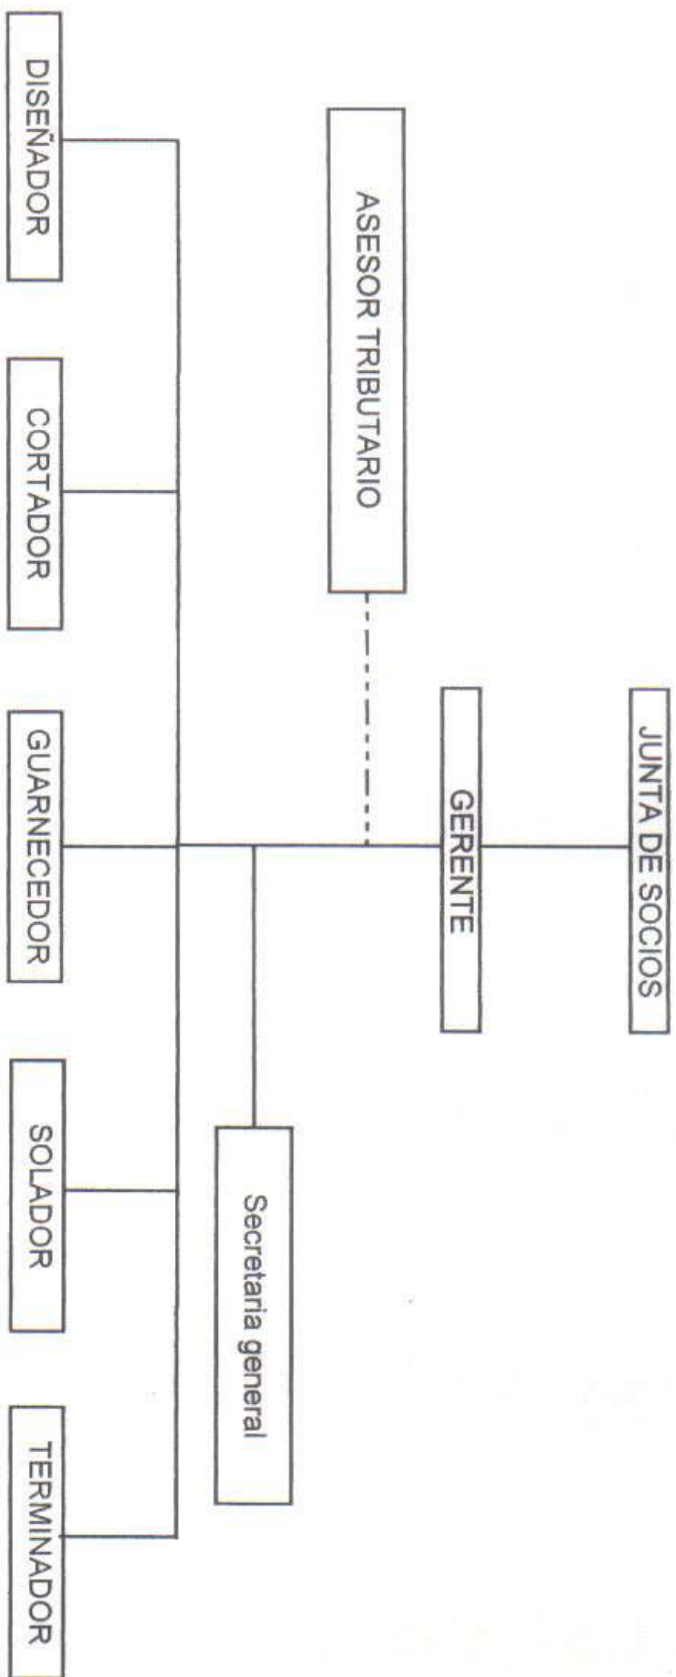 JUNTA DE SOCIOS
GERENTE
ASESOR TRIBUTARIO
Secretaria general
DISEÑADOR
CORTADOR
GUARNECEDOR
SOLADOR
TERMINADOR